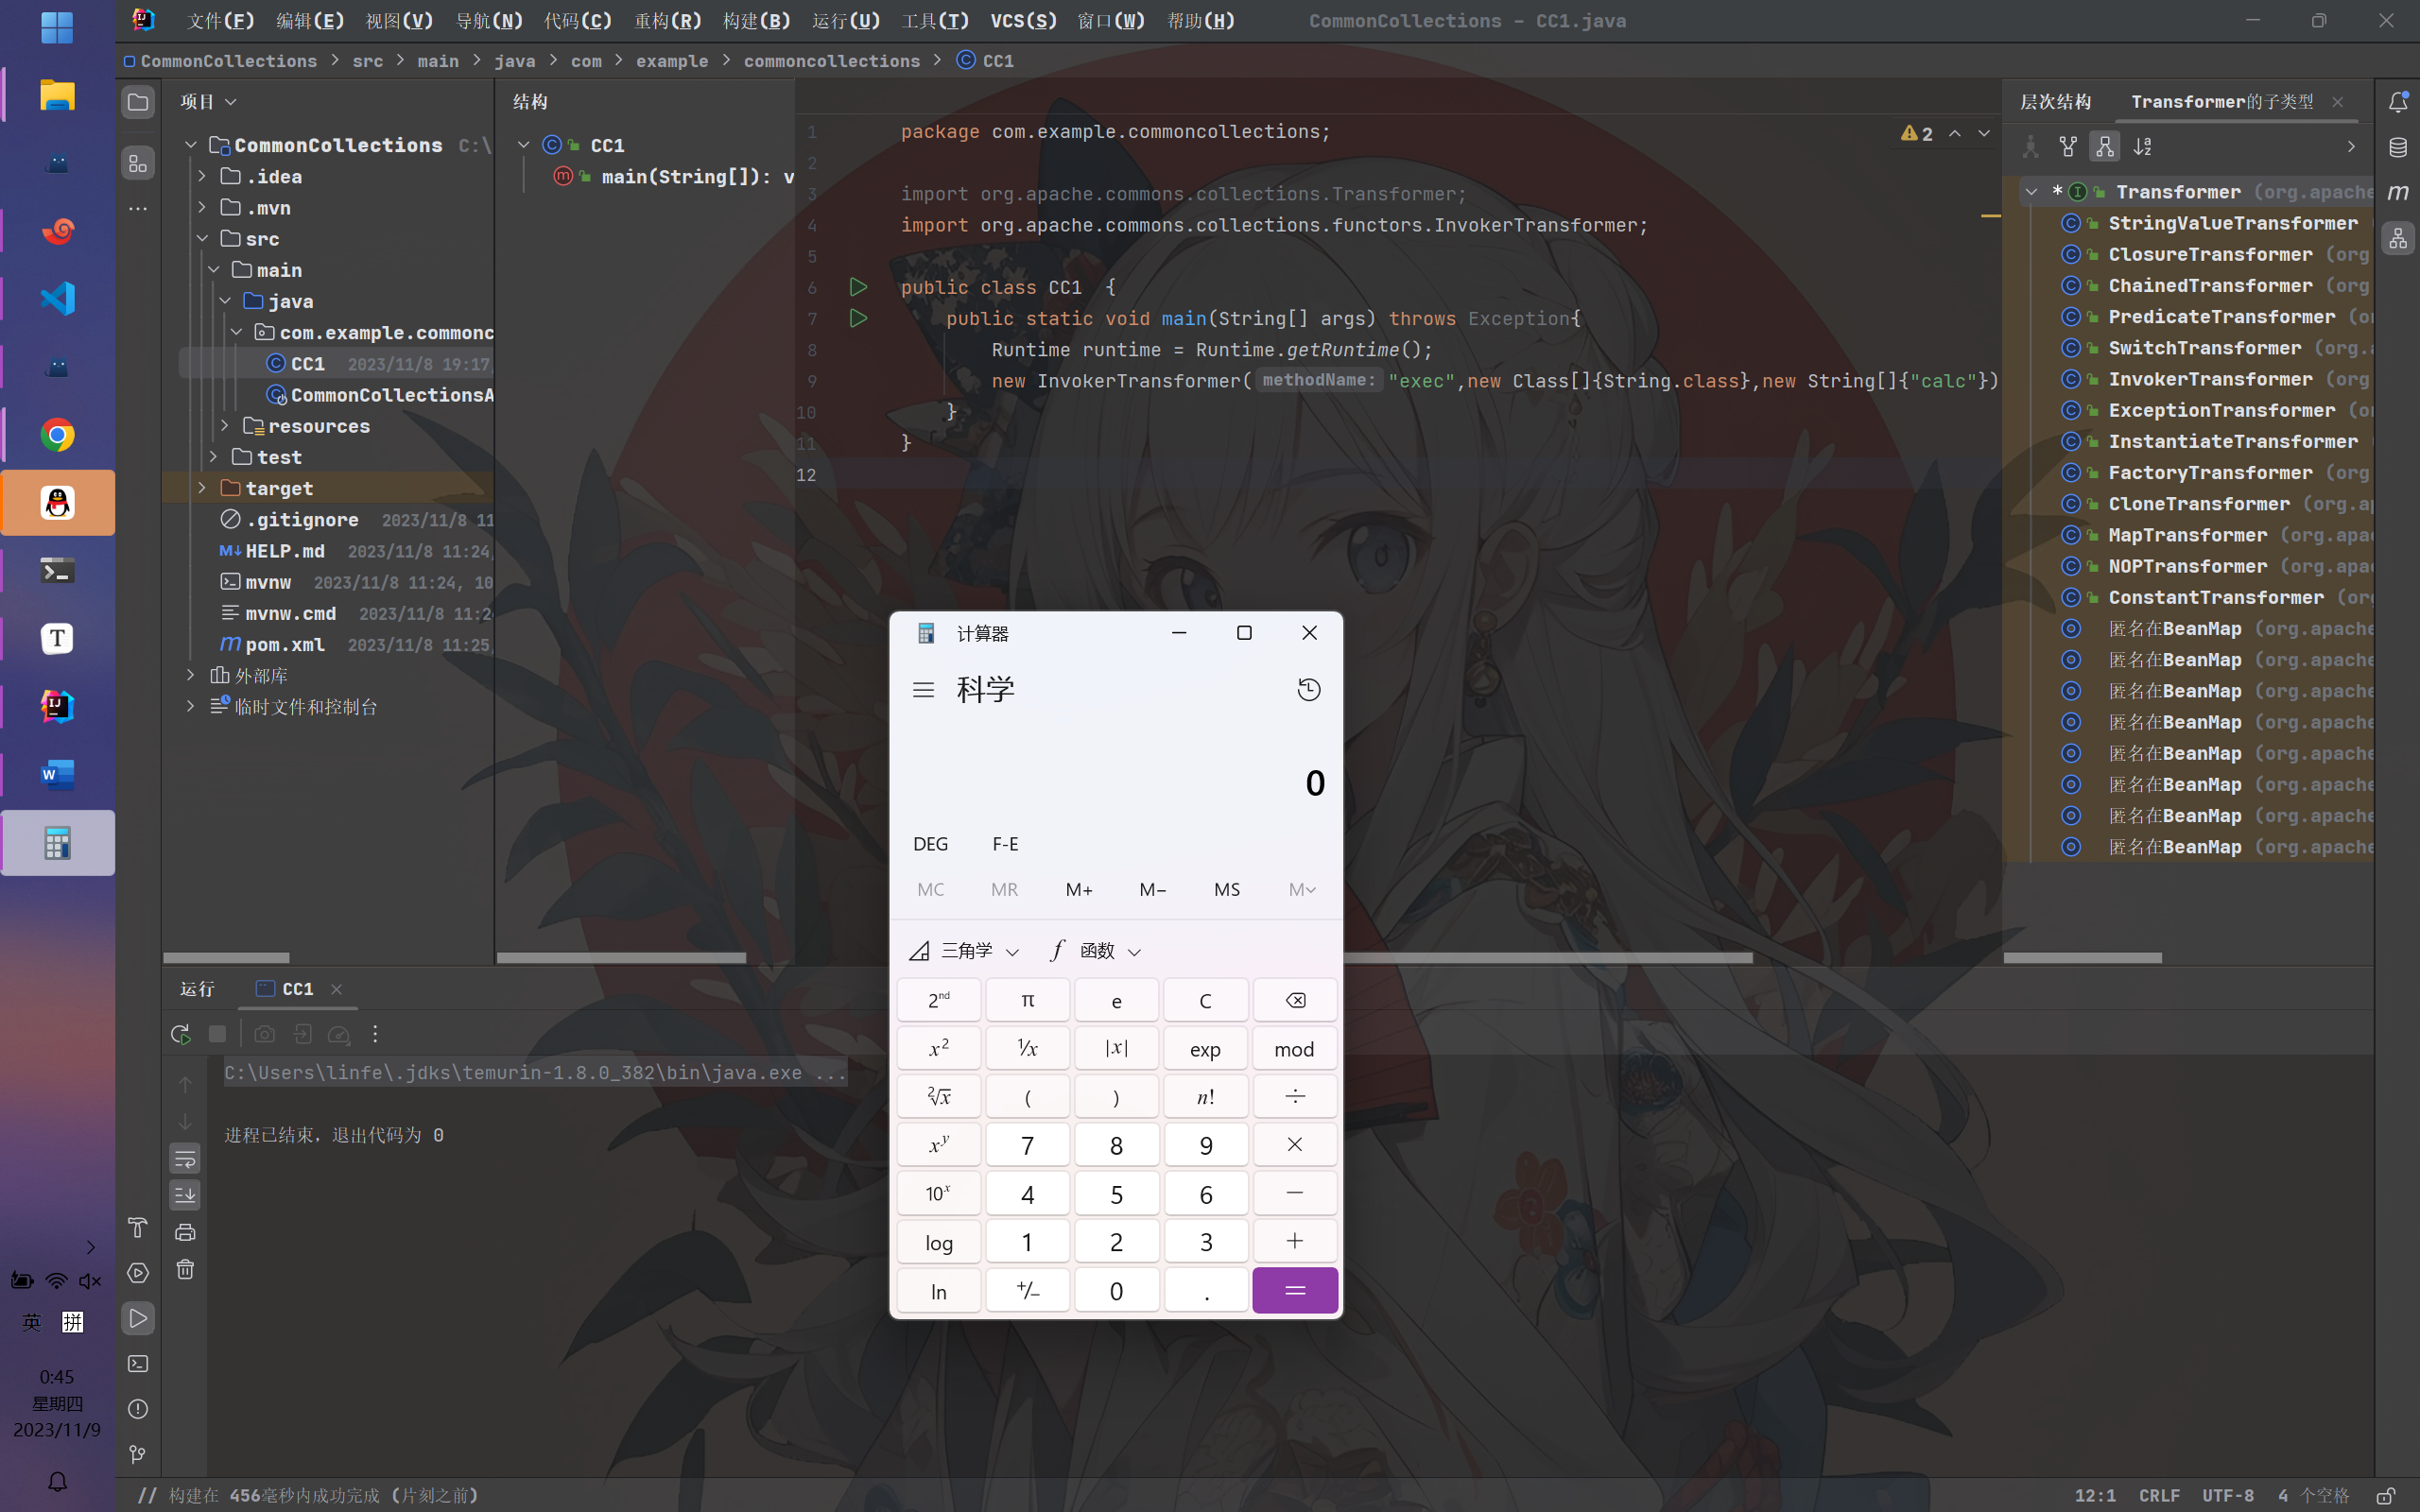 文件(F) 编辑(E) 视图(V) 导航(N) 代码(C) 重构(R) 构建(B) 运行(U) 工具(T) VCS(S) 窗口(W) 帮助(H) CommonCollections – CC1.java
CommonCollections > src > main > java > com > example > commoncollections > CC1
项目
CommonCollections C:\
.idea
.mvn
src
main
java
com.example.commonc
CC1 2023/11/8 19:17,
CommonCollectionsA
resources
test
target
.gitignore 2023/11/8 11
HELP.md 2023/11/8 11:24,
mvnw 2023/11/8 11:24, 10
mvnw.cmd 2023/11/8 11:24
pom.xml 2023/11/8 11:25,
外部库
临时文件和控制台
结构
CC1
main(String[]): v
1 package com.example.commoncollections;
2
3 import org.apache.commons.collections.Transformer;
4 import org.apache.commons.collections.functors.InvokerTransformer;
5
6 public class CC1 {
7 public static void main(String[] args) throws Exception{
8 Runtime runtime = Runtime.getRuntime();
9 new InvokerTransformer( methodName: "exec",new Class[]{String.class},new String[]{"calc"})
10 }
11 }
12
2
层次结构 Transformer的子类型
* Transformer (org.apache
StringValueTransformer
ClosureTransformer (org
ChainedTransformer (org
PredicateTransformer (or
SwitchTransformer (org.a
InvokerTransformer (org
ExceptionTransformer (or
InstantiateTransformer
FactoryTransformer (org
CloneTransformer (org.ap
MapTransformer (org.apac
NOPTransformer (org.apac
ConstantTransformer (org
匿名在BeanMap (org.apache
匿名在BeanMap (org.apache
匿名在BeanMap (org.apache
匿名在BeanMap (org.apache
匿名在BeanMap (org.apache
匿名在BeanMap (org.apache
匿名在BeanMap (org.apache
匿名在BeanMap (org.apache
计算器
科学
0
DEG F-E
MC MR M+ M− MS M
三角学 f 函数
2nd π e C
x² ¹/x |x| exp mod
²√x ( ) n! ÷
xʸ 7 8 9 ×
10ˣ 4 5 6 −
log 1 2 3 +
ln +/− 0 . =
运行 CC1
C:\Users\linfe\.jdks\temurin-1.8.0_382\bin\java.exe ...
进程已结束，退出代码为 0
英 拼
0:45
星期四
2023/11/9
// 构建在 456毫秒内成功完成 (片刻之前)
12:1 CRLF UTF-8 4 个空格